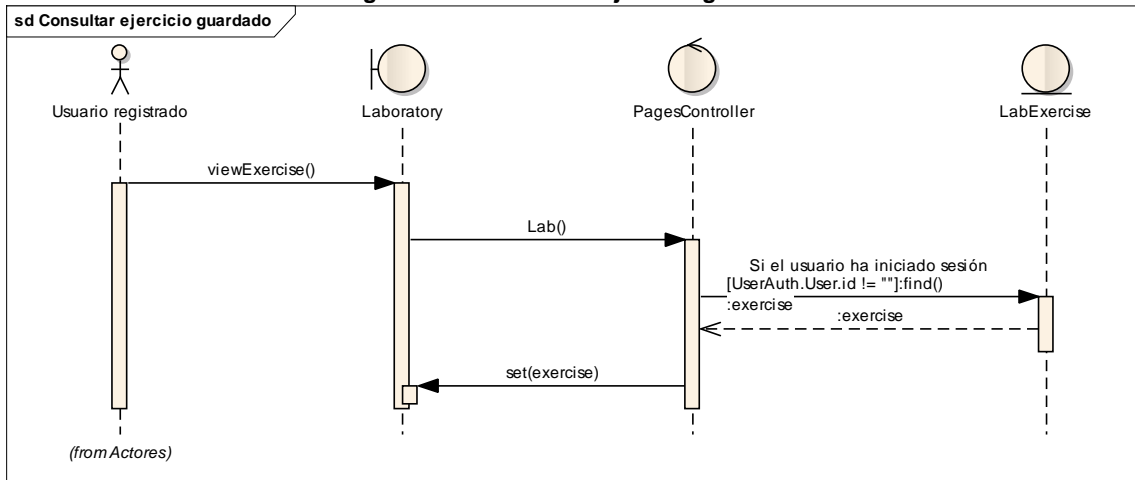 sd Consultar ejercicio guardado
Usuario registrado
Laboratory
PagesController
LabExercise
viewExercise()
Lab()
Si el usuario ha iniciado sesión
[UserAuth.User.id != ""]:find()
:exercise
:exercise
set(exercise)
(from Actores)